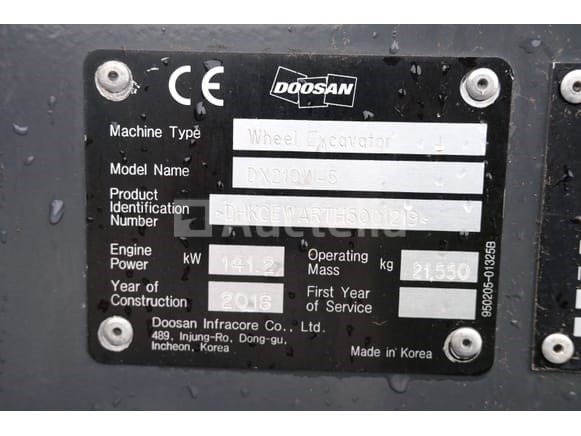 CE DOOSAN
Machine Type Wheel Excavator
Model Name DX210W-5
Product
Identification
Number
Engine
Power kW 141.2 Operating
Mass kg 21,550
Year of
Construction 2016 First Year
of Service
Doosan Infracore Co., Ltd.
489, Injung-Ro, Dong-gu,
Incheon, Korea
Made in Korea
950205-01325B